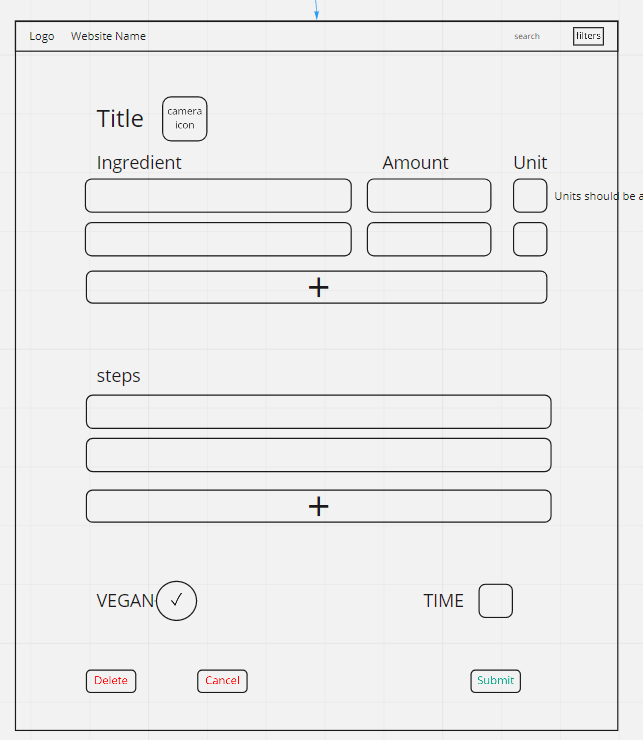 Logo Website Name search filters
Title camera
icon
Ingredient Amount Unit
Units should be a
+
steps
+
VEGAN ✓ TIME
Delete Cancel Submit